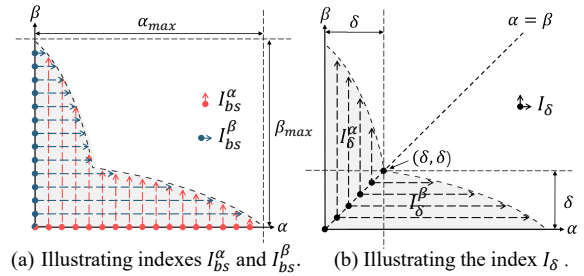 β
α_max
β_max
I_bs^α
I_bs^β
α
(a) Illustrating indexes I_bs^α and I_bs^β.
β
δ
α = β
I_δ
I_δ^α
(δ, δ)
I_δ^β
δ
α
(b) Illustrating the index I_δ .